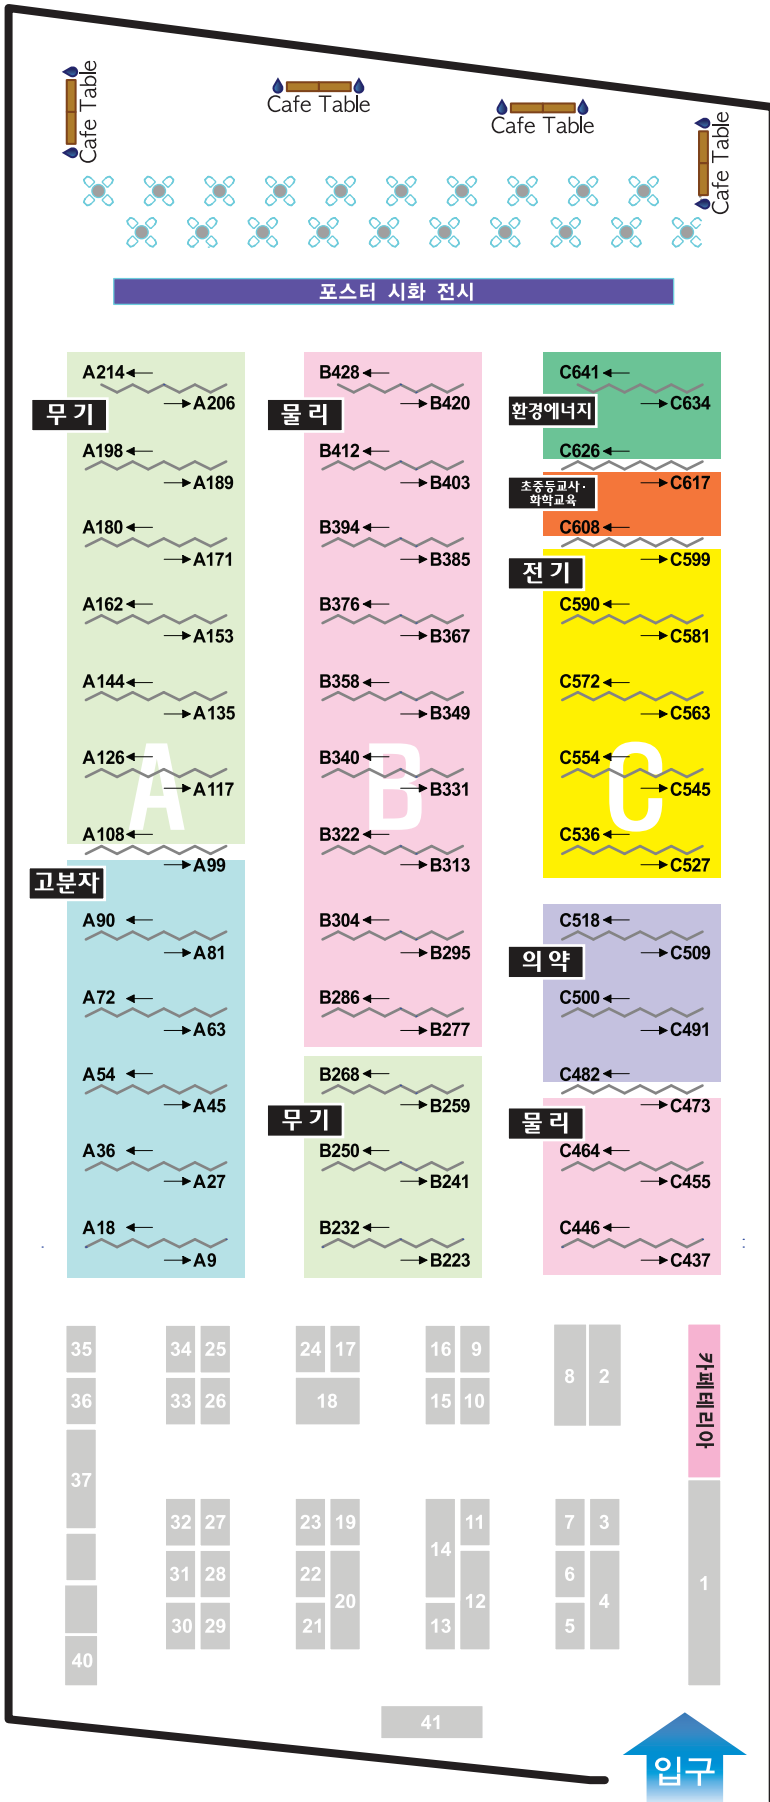 Cafe Table
Cafe Table
Cafe Table
Cafe Table
포스터 시화 전시
A214
A206
무기
A198
A189
A180
A171
A162
A153
A144
A135
A126
A117
A
A108
A99
고분자
A90
A81
A72
A63
A54
A45
A36
A27
A18
A9
B428
B420
물리
B412
B403
B394
B385
B376
B367
B358
B349
B340
B331
B
B322
B313
B304
B295
B286
B277
B268
B259
무기
B250
B241
B232
B223
C641
C634
환경에너지
C626
C617
초중등교사·
화학교육
C608
C599
전기
C590
C581
C572
C563
C554
C545
C
C536
C527
C518
C509
의약
C500
C491
C482
C473
물리
C464
C455
C446
C437
35 34 25 24 17 16 9 8 2
카페테리아
36 33 26 18 15 10
37
32 27 23 19 14 11 7 3
31 28 22 20 12 6 4 1
30 29 21 13 5
40
41
입구